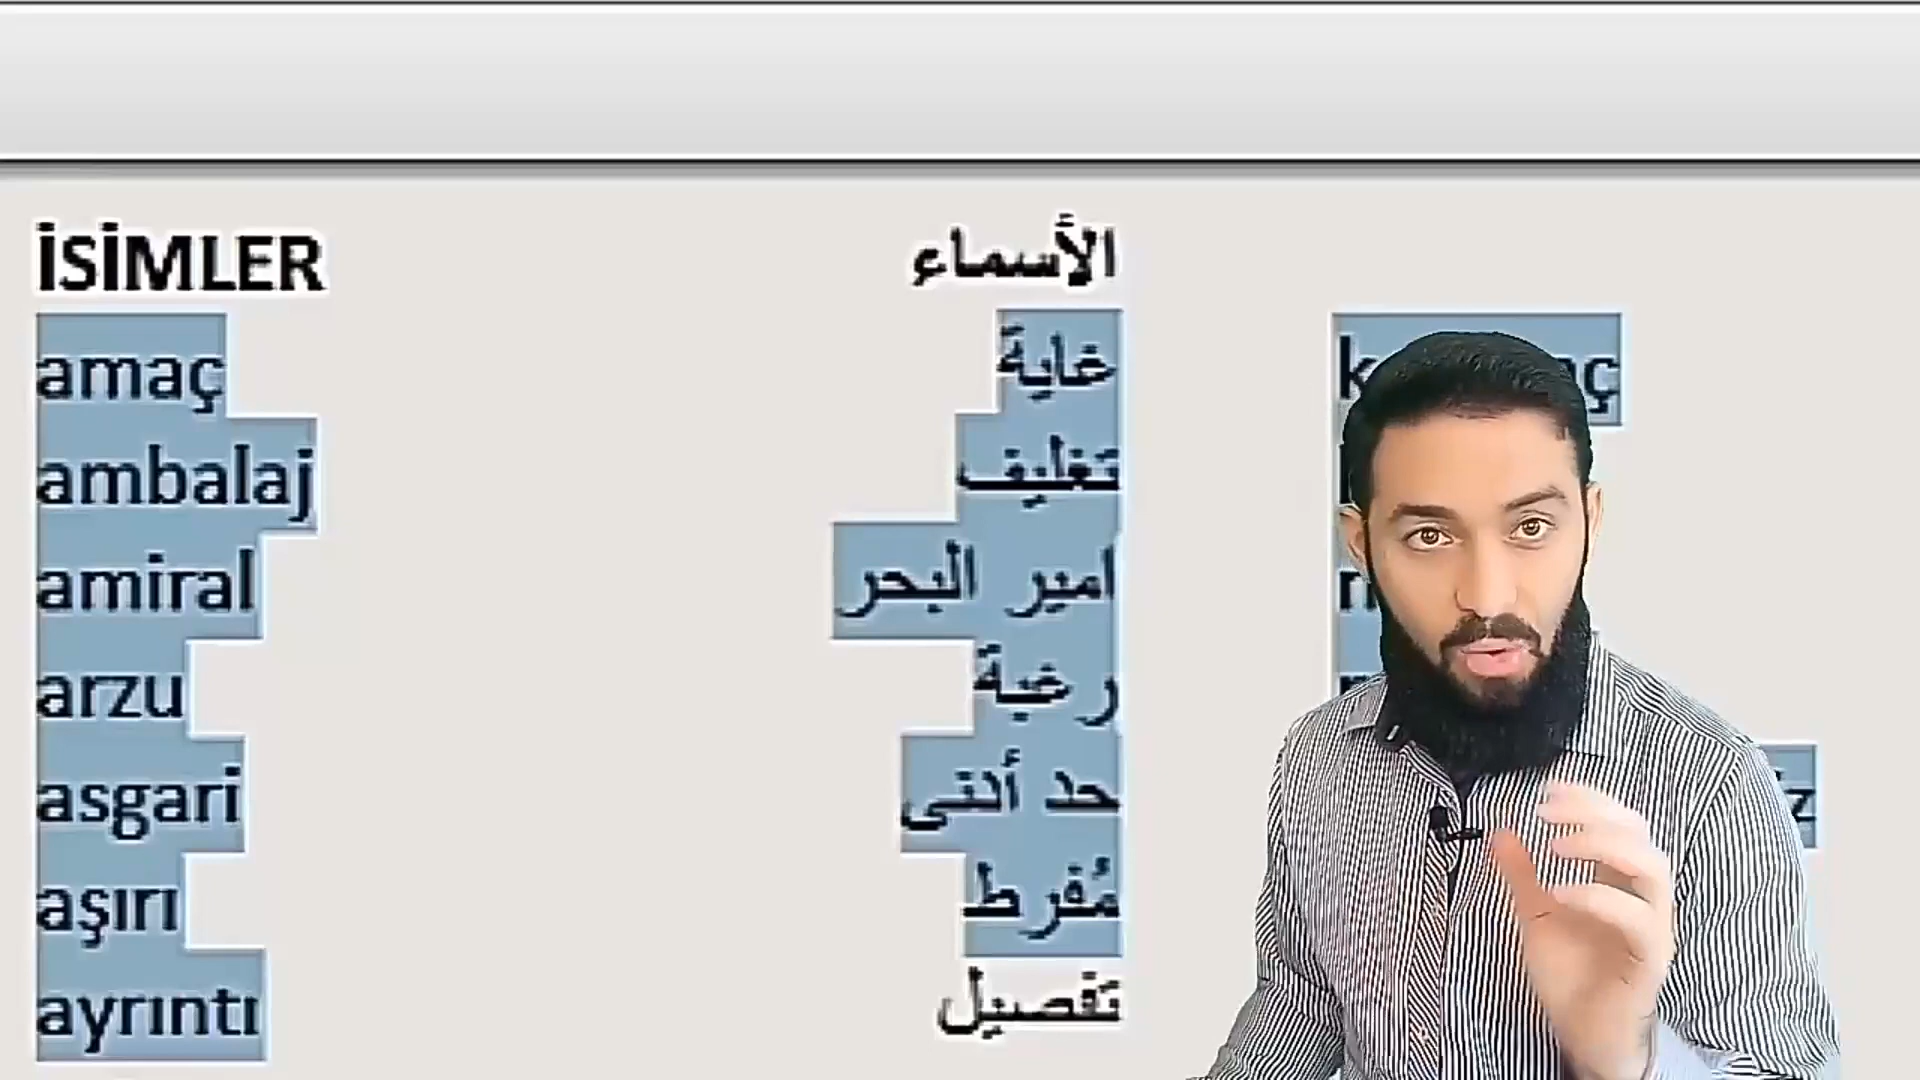 İSİMLER الأسماء
amaç غاية
ambalaj تغليف
amiral امير البحر
arzu رغبة
asgari حد أدنى
aşırı مُفرط
ayrıntı تفصيل